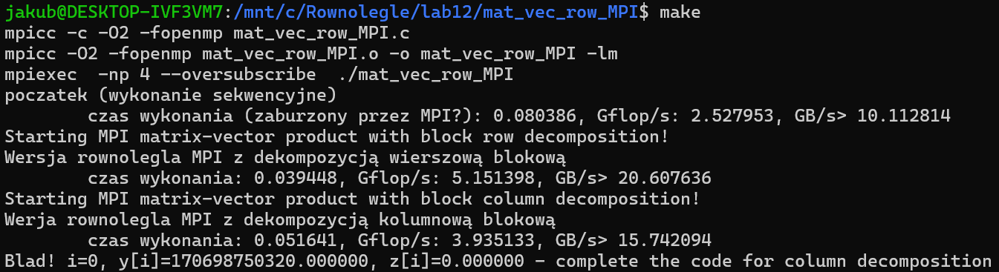 jakub@DESKTOP-IVF3VM7:/mnt/c/Rownolegle/lab12/mat_vec_row_MPI$ make
mpicc -c -O2 -fopenmp mat_vec_row_MPI.c
mpicc -O2 -fopenmp mat_vec_row_MPI.o -o mat_vec_row_MPI -lm
mpiexec  -np 4 --oversubscribe  ./mat_vec_row_MPI
poczatek (wykonanie sekwencyjne)
        czas wykonania (zaburzony przez MPI?): 0.080386, Gflop/s: 2.527953, GB/s> 10.112814
Starting MPI matrix-vector product with block row decomposition!
Wersja rownolegla MPI z dekompozycją wierszową blokową
        czas wykonania: 0.039448, Gflop/s: 5.151398, GB/s> 20.607636
Starting MPI matrix-vector product with block column decomposition!
Werja rownolegla MPI z dekompozycją kolumnową blokową
        czas wykonania: 0.051641, Gflop/s: 3.935133, GB/s> 15.742094
Blad! i=0, y[i]=170698750320.000000, z[i]=0.000000 - complete the code for column decomposition